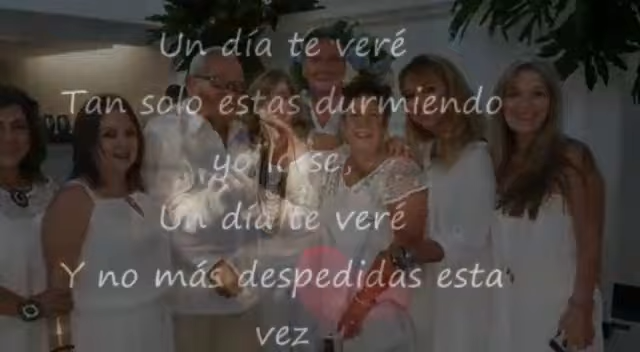 Un día te veré
Tan solo estas durmiendo
yo lo se,
Un día te veré
Y no más despedidas esta
vez